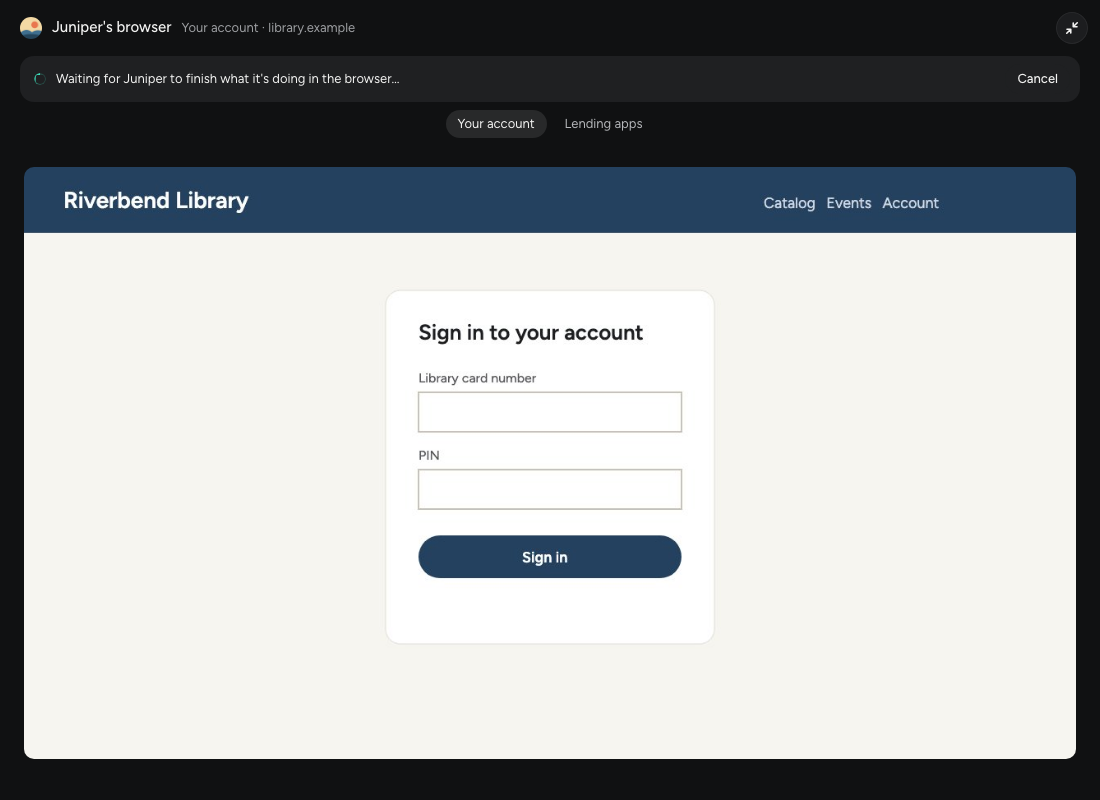 Juniper's browser Your account · library.example
Waiting for Juniper to finish what it's doing in the browser... Cancel
Your account Lending apps
Riverbend Library Catalog Events Account
Sign in to your account
Library card number
PIN
Sign in